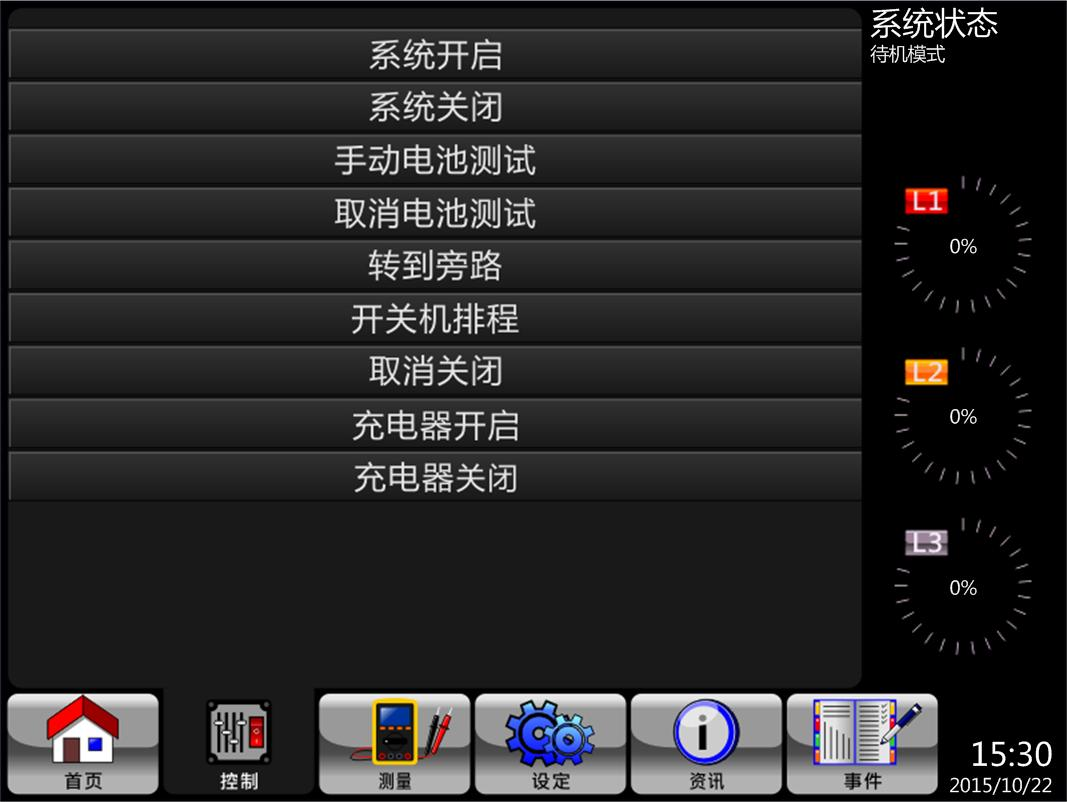 系统开启
系统关闭
手动电池测试
取消电池测试
转到旁路
开关机排程
取消关闭
充电器开启
充电器关闭
系统状态
待机模式
L1
0%
L2
0%
L3
0%
首页
控制
测量
设定
资讯
事件
15:30
2015/10/22